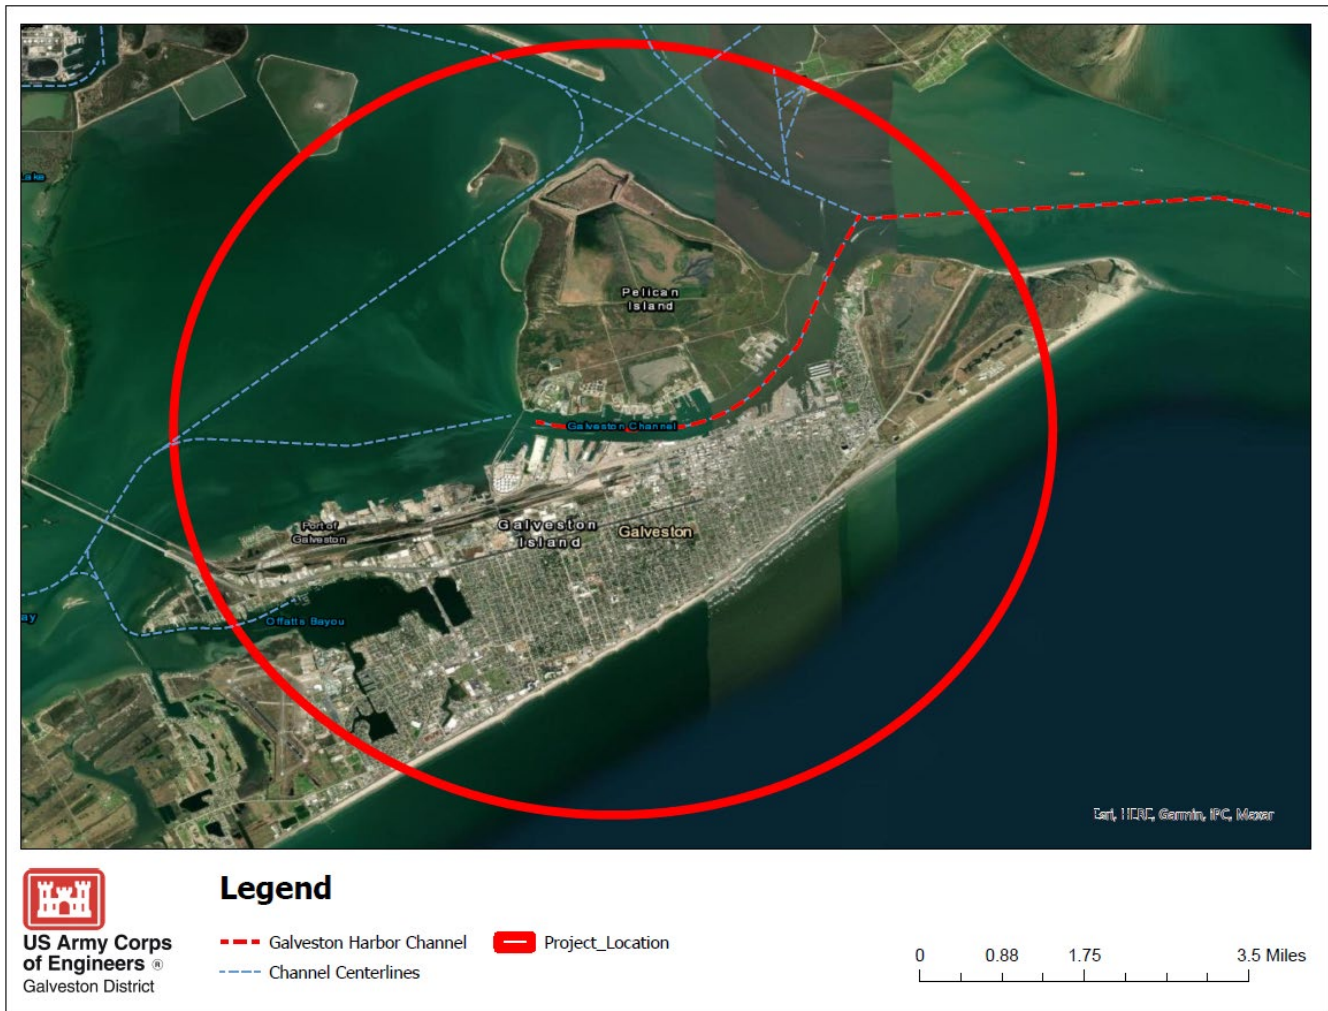 Lake
Pelican
Island
Galveston Channel
Port of
Galveston
Galveston
Island
Galveston
Offatts Bayou
ay
Esri, HERE, Garmin, IPC, Maxar
US Army Corps
of Engineers ®
Galveston District
Legend
Galveston Harbor Channel
Project_Location
Channel Centerlines
0 0.88 1.75 3.5 Miles